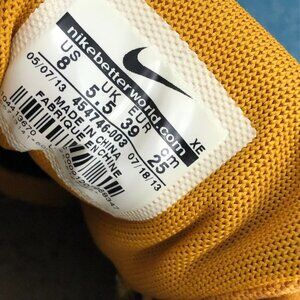 nikebetterworld.com
US UK EUR cm
8 5.5 39 25
05/07/13 454746-003 07/18/13
MADE IN CHINA
FABRIQUE EN CHINE
XE